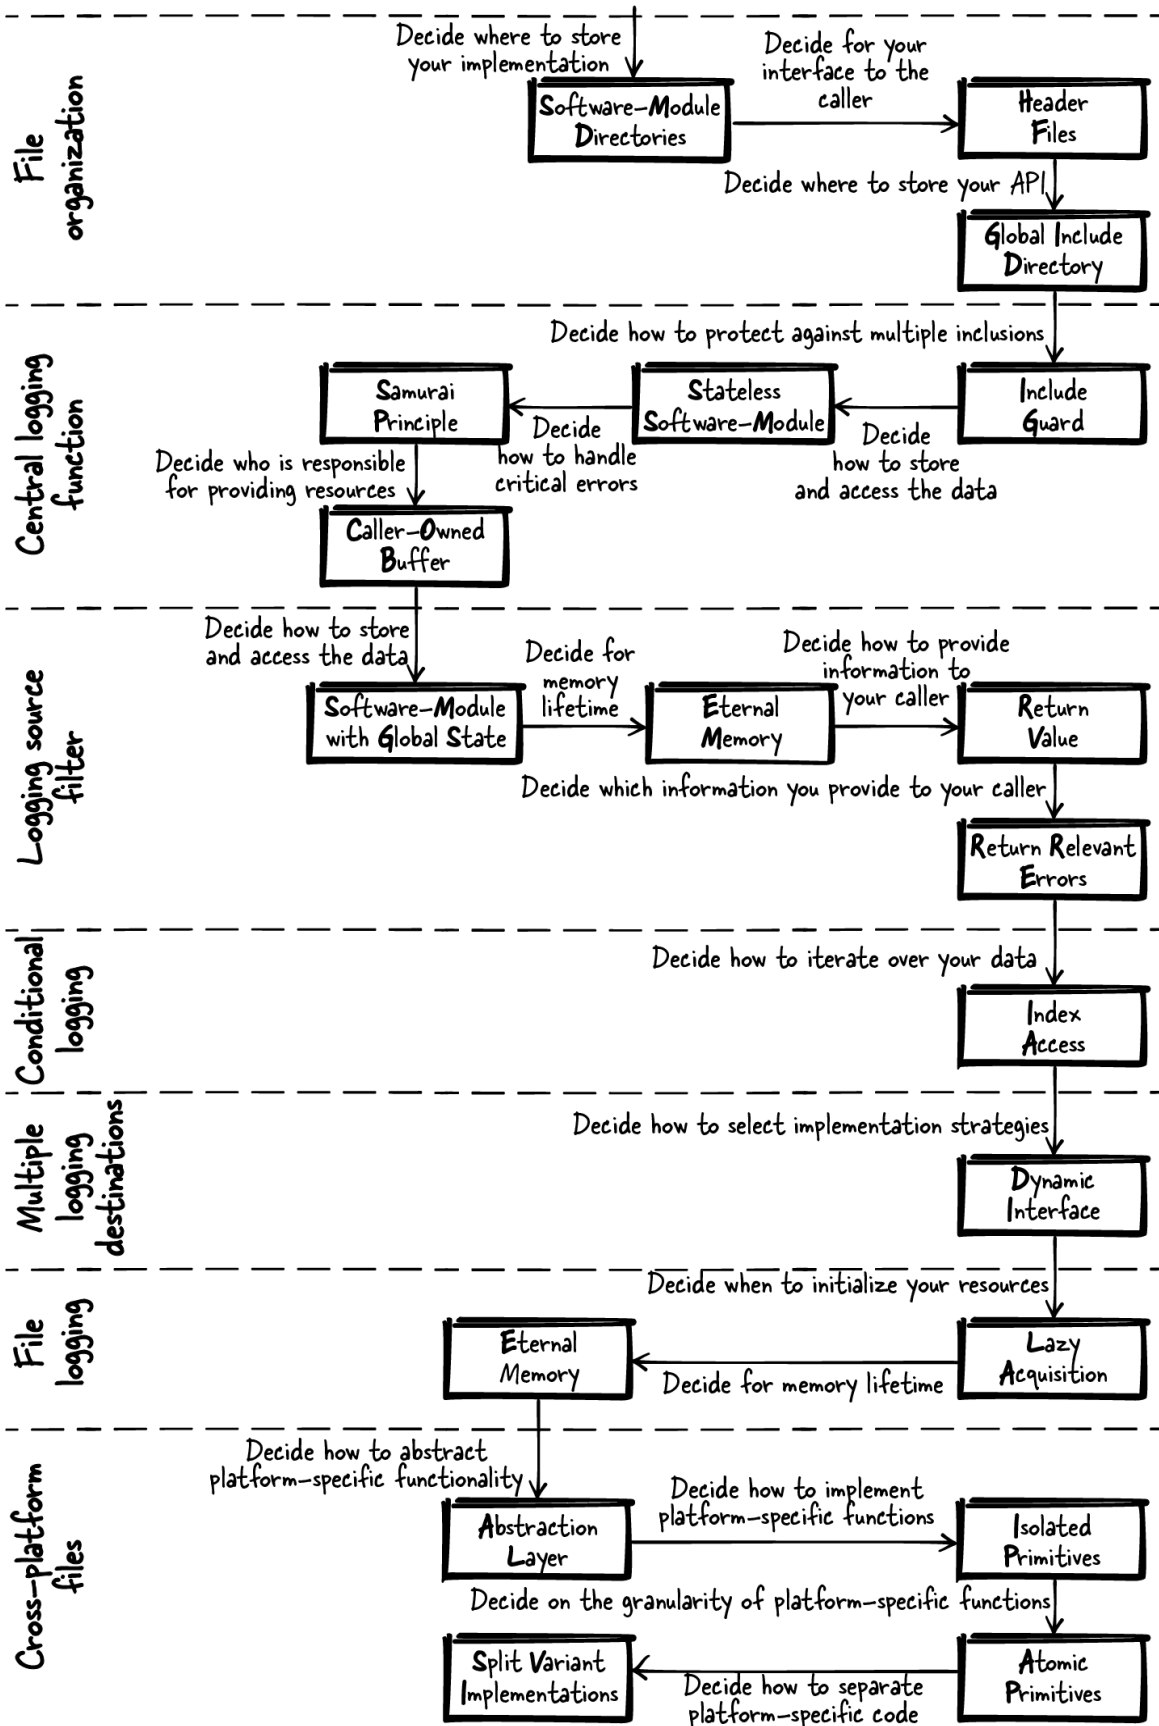 File
organization
Decide where to store
your implementation
Software-Module
Directories
Decide for your
interface to the
caller
Header
Files
Decide where to store your API
Global Include
Directory
Central logging
function
Decide how to protect against multiple inclusions
Include
Guard
Decide
how to store
and access the data
Stateless
Software-Module
Decide
how to handle
critical errors
Samurai
Principle
Decide who is responsible
for providing resources
Caller-Owned
Buffer
Logging source
filter
Decide how to store
and access the data
Software-Module
with Global State
Decide for
memory
lifetime
Eternal
Memory
Decide how to provide
information to
your caller
Return
Value
Decide which information you provide to your caller
Return Relevant
Errors
Conditional
logging
Decide how to iterate over your data
Index
Access
Multiple
logging
destinations
Decide how to select implementation strategies
Dynamic
Interface
File
logging
Decide when to initialize your resources
Lazy
Acquisition
Decide for memory lifetime
Eternal
Memory
Cross-platform
files
Decide how to abstract
platform-specific functionality
Abstraction
Layer
Decide how to implement
platform-specific functions
Isolated
Primitives
Decide on the granularity of platform-specific functions
Atomic
Primitives
Decide how to separate
platform-specific code
Split Variant
Implementations